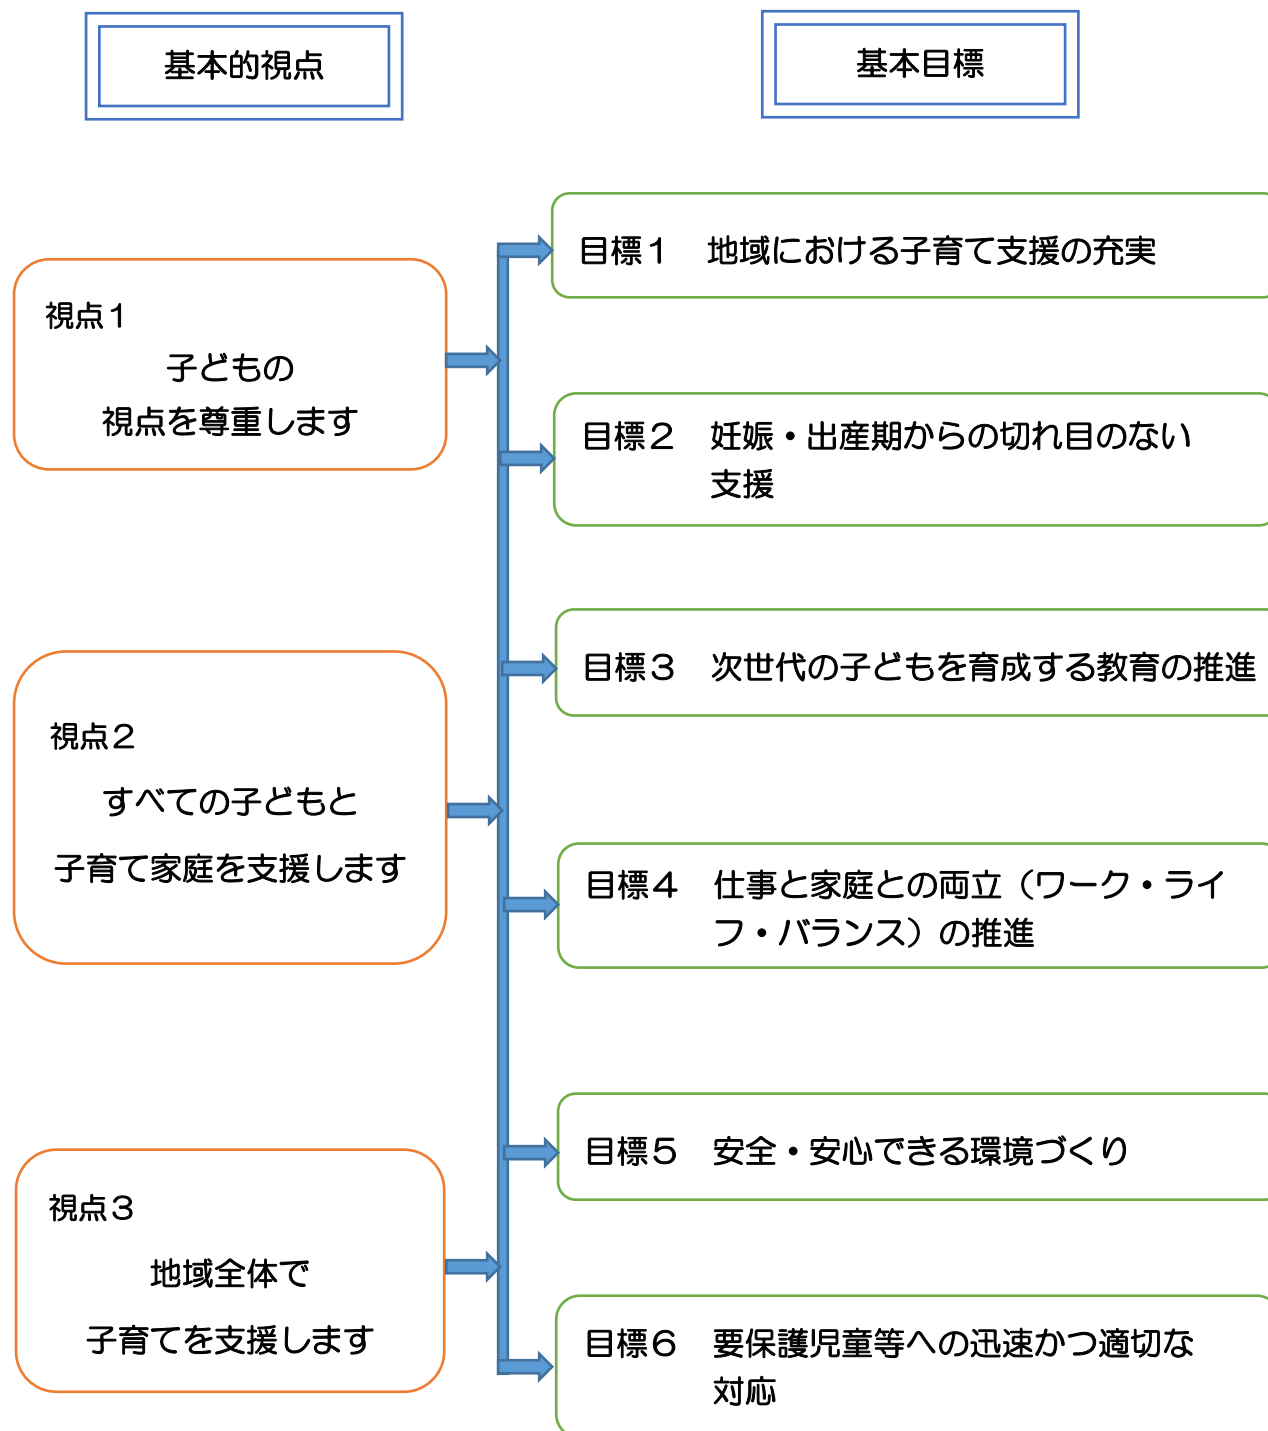 基本的視点
基本目標
視点１
子どもの
視点を尊重します
視点２
すべての子どもと
子育て家庭を支援します
視点３
地域全体で
子育てを支援します
目標１　地域における子育て支援の充実
目標２　妊娠・出産期からの切れ目のない
支援
目標３　次世代の子どもを育成する教育の推進
目標４　仕事と家庭との両立（ワーク・ライ
フ・バランス）の推進
目標５　安全・安心できる環境づくり
目標６　要保護児童等への迅速かつ適切な
対応